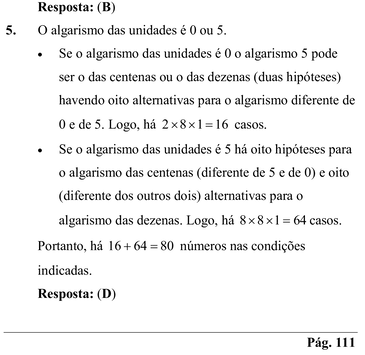 Resposta: (B)
5. O algarismo das unidades é 0 ou 5.
• Se o algarismo das unidades é 0 o algarismo 5 pode
ser o das centenas ou o das dezenas (duas hipóteses)
havendo oito alternativas para o algarismo diferente de
0 e de 5. Logo, há 2×8×1=16 casos.
• Se o algarismo das unidades é 5 há oito hipóteses para
o algarismo das centenas (diferente de 5 e de 0) e oito
(diferente dos outros dois) alternativas para o
algarismo das dezenas. Logo, há 8×8×1=64 casos.
Portanto, há 16+64=80 números nas condições
indicadas.
Resposta: (D)
Pág. 111